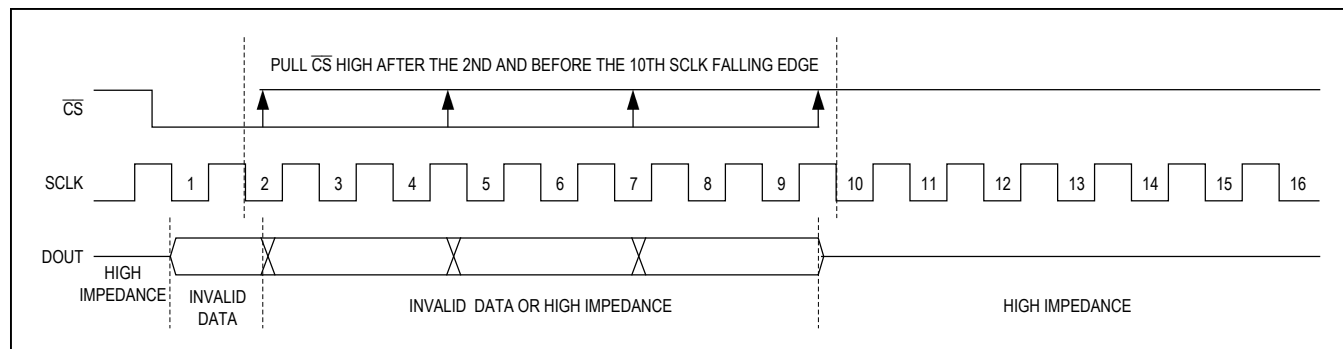 PULL CS HIGH AFTER THE 2ND AND BEFORE THE 10TH SCLK FALLING EDGE
CS
SCLK 1 2 3 4 5 6 7 8 9 10 11 12 13 14 15 16
DOUT
HIGH
IMPEDANCE
INVALID
DATA
INVALID DATA OR HIGH IMPEDANCE
HIGH IMPEDANCE